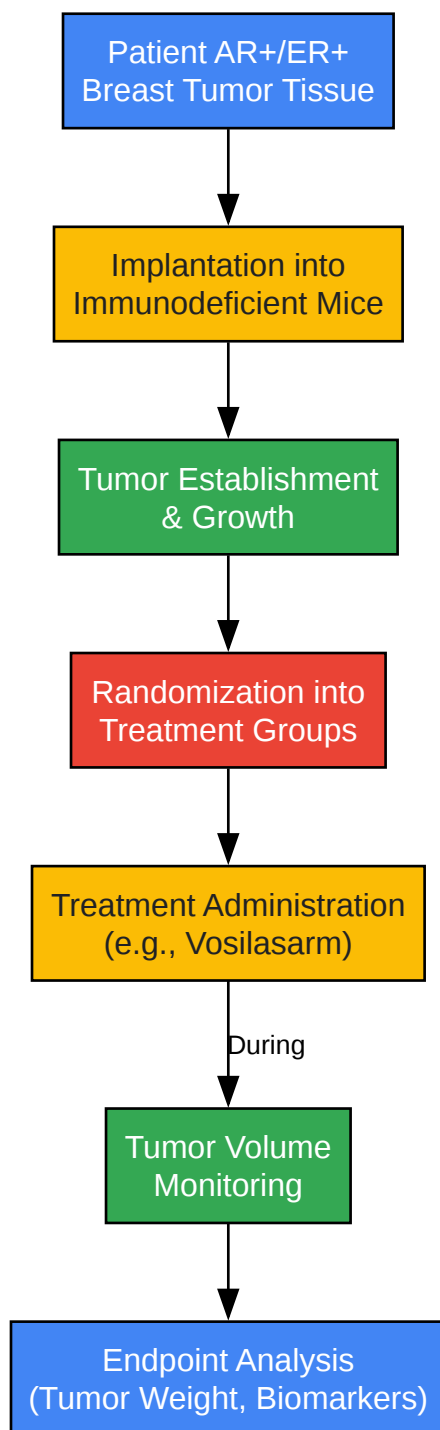 Patient AR+/ER+
Breast Tumor Tissue
Implantation into
Immunodeficient Mice
Tumor Establishment
& Growth
Randomization into
Treatment Groups
Treatment Administration
(e.g., Vosilasarm)
During
Tumor Volume
Monitoring
Endpoint Analysis
(Tumor Weight, Biomarkers)